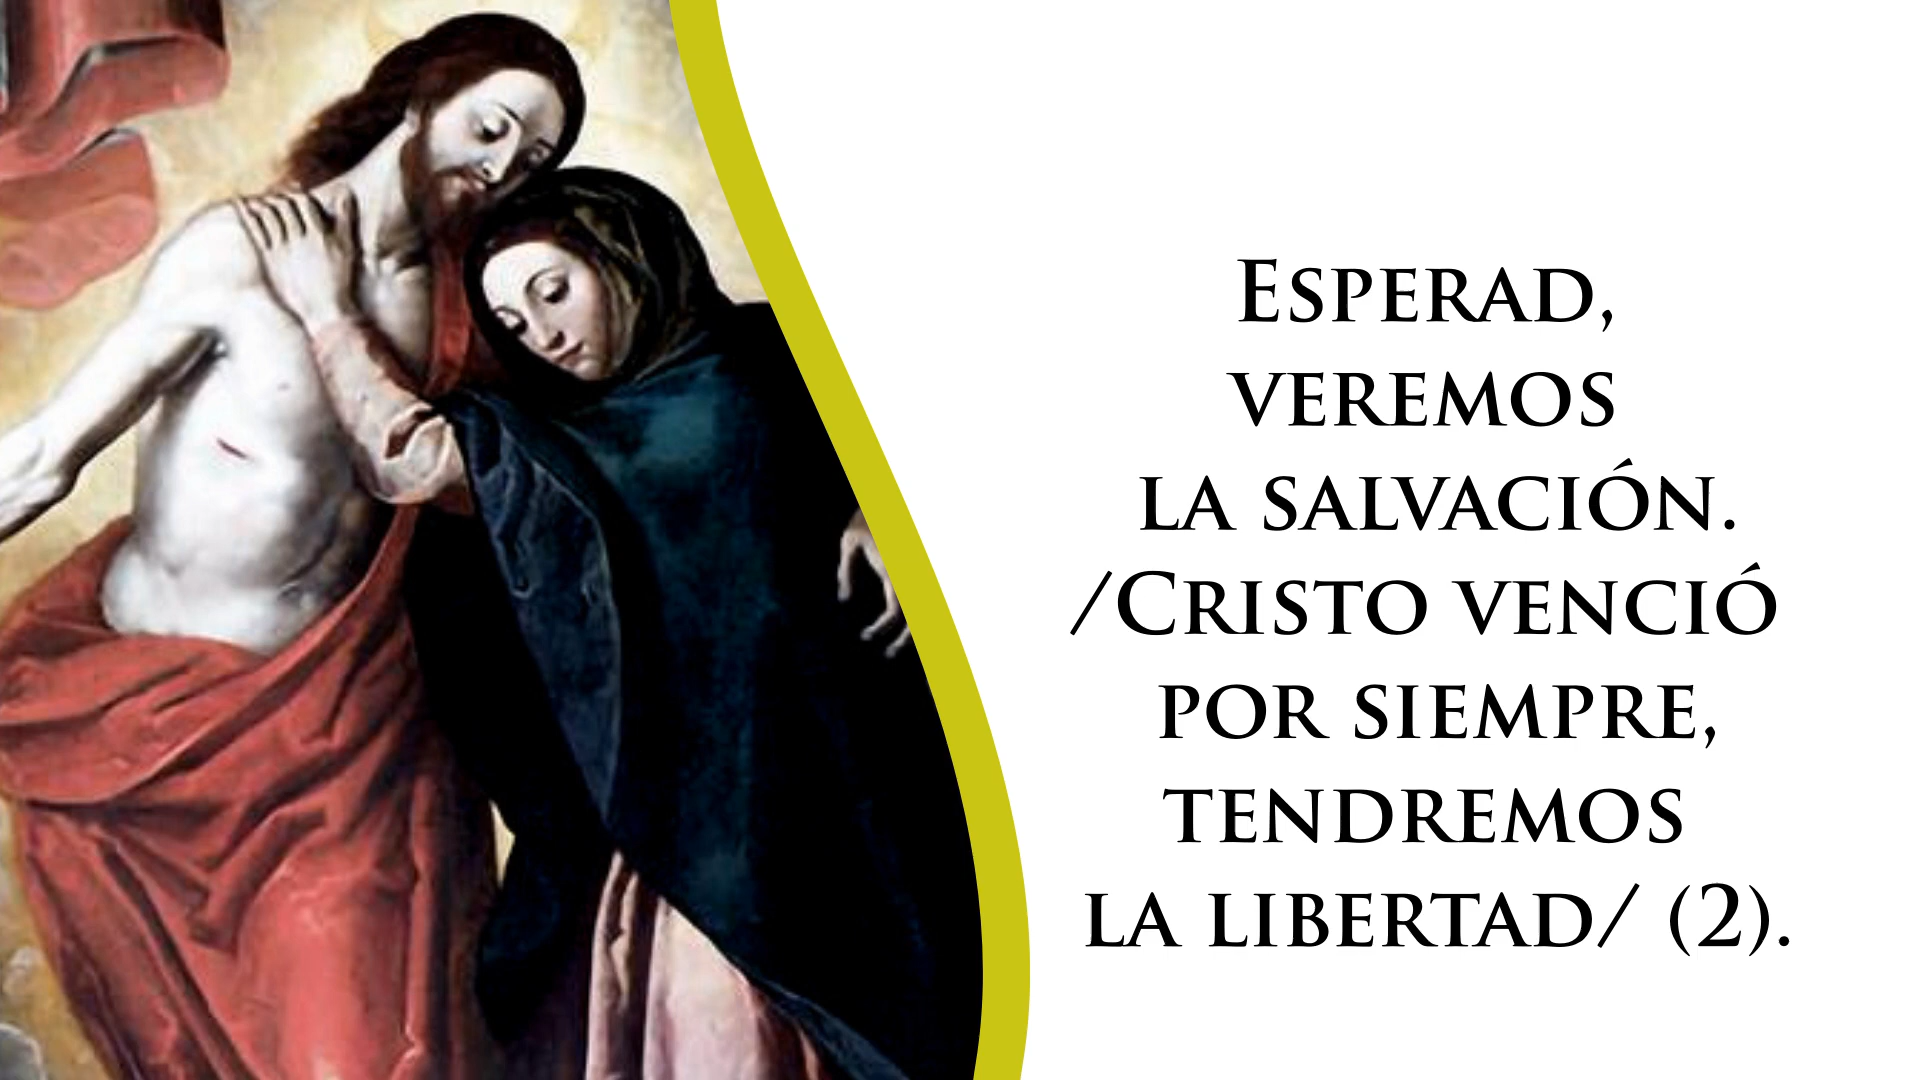 Esperad,
veremos
la salvación.
/Cristo venció
por siempre,
tendremos
la libertad/ (2).